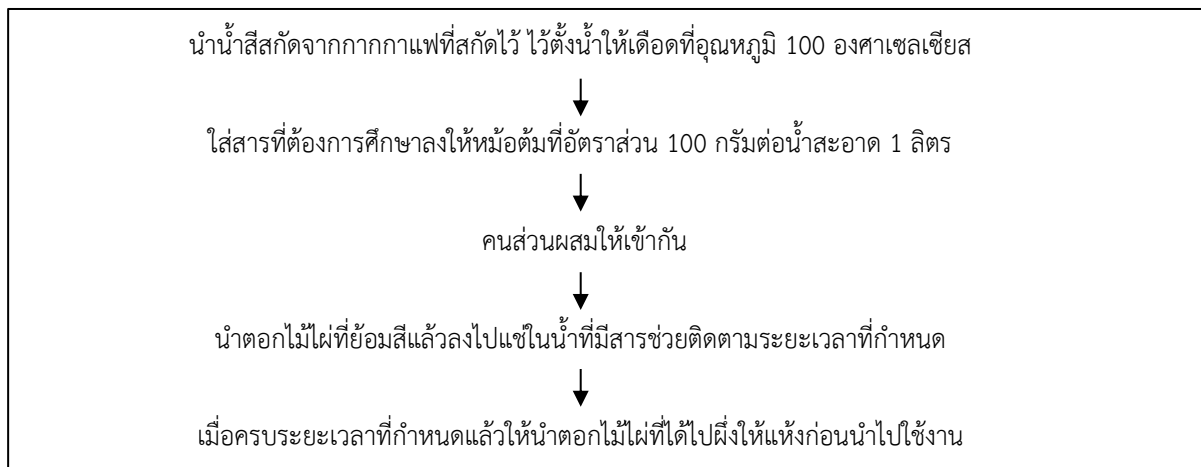 นำน้ำสีสกัดจากกากกาแฟที่สกัดไว้ ไว้ตั้งน้ำให้เดือดที่อุณหภูมิ 100 องศาเซลเซียส
ใส่สารที่ต้องการศึกษาลงให้หม้อต้มที่อัตราส่วน 100 กรัมต่อน้ำสะอาด 1 ลิตร
คนส่วนผสมให้เข้ากัน
นำตอกไม้ไผ่ที่ย้อมสีแล้วลงไปแช่ในน้ำที่มีสารช่วยติดตามระยะเวลาที่กำหนด
เมื่อครบระยะเวลาที่กำหนดแล้วให้นำตอกไม้ไผ่ที่ได้ไปผึ่งให้แห้งก่อนนำไปใช้งาน